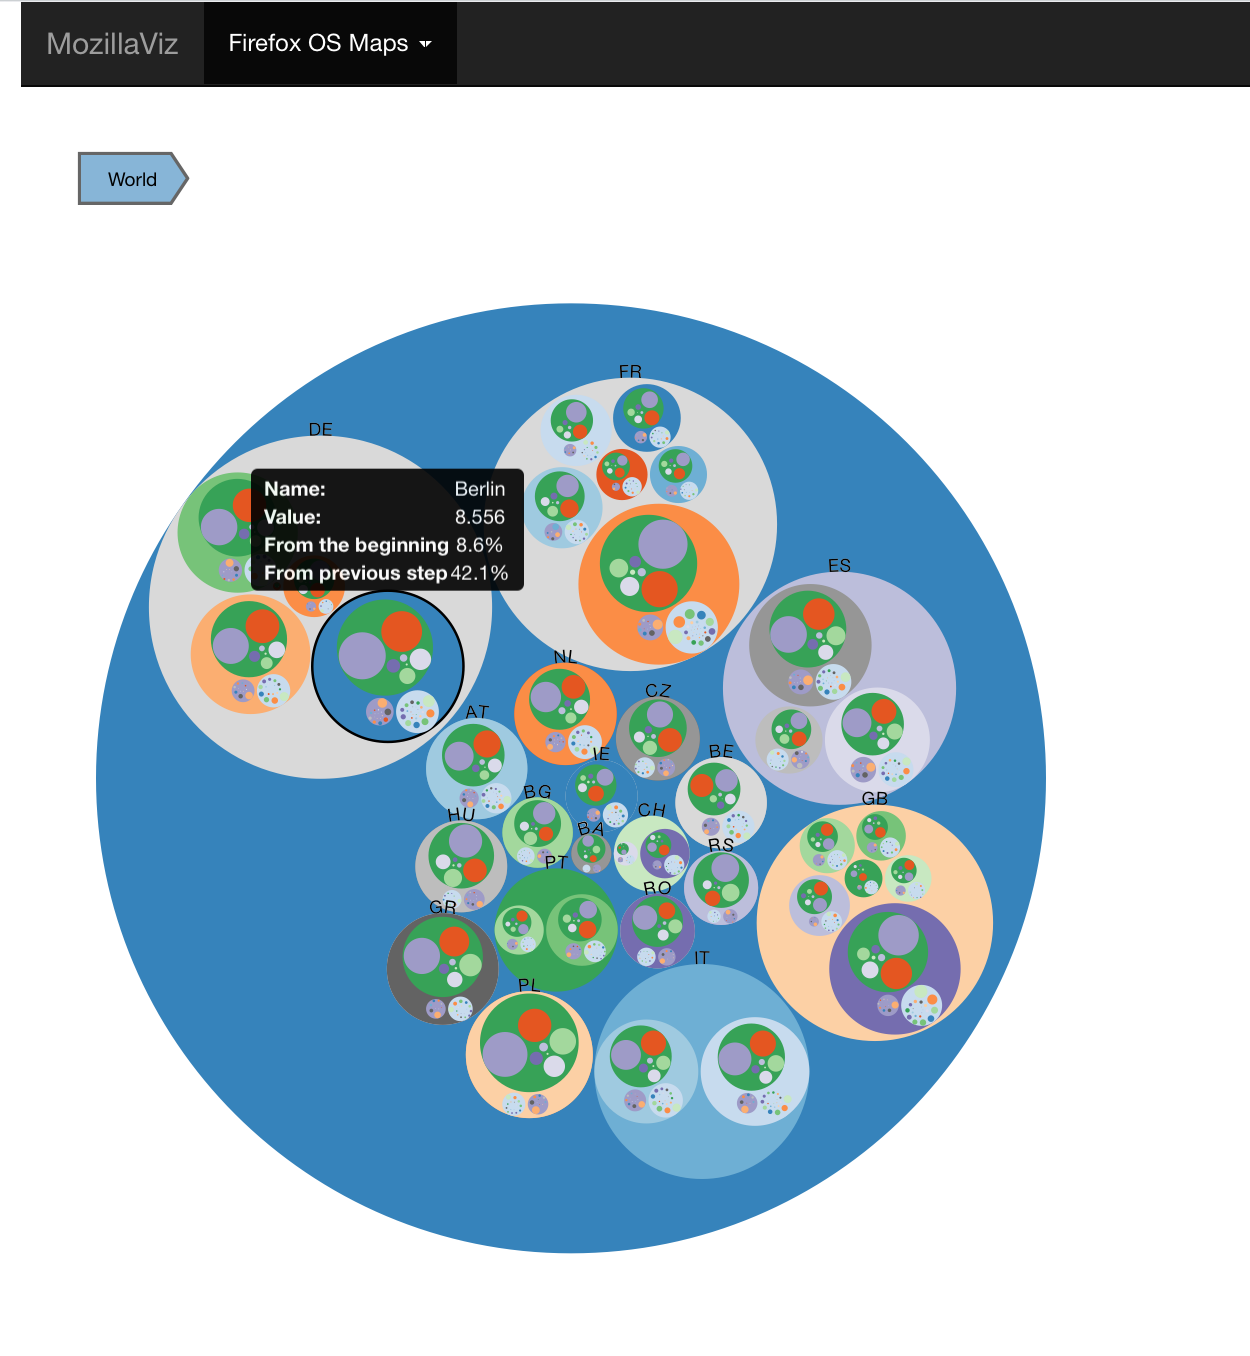 MozillaViz Firefox OS Maps
World
FR
DE
Name: Berlin
Value: 8.556
From the beginning 8.6%
From previous step 42.1%
ES
NL
CZ
AT
BE
IE
BG
GB
CH
HU
BA
RS
PT
RO
GR
IT
PL